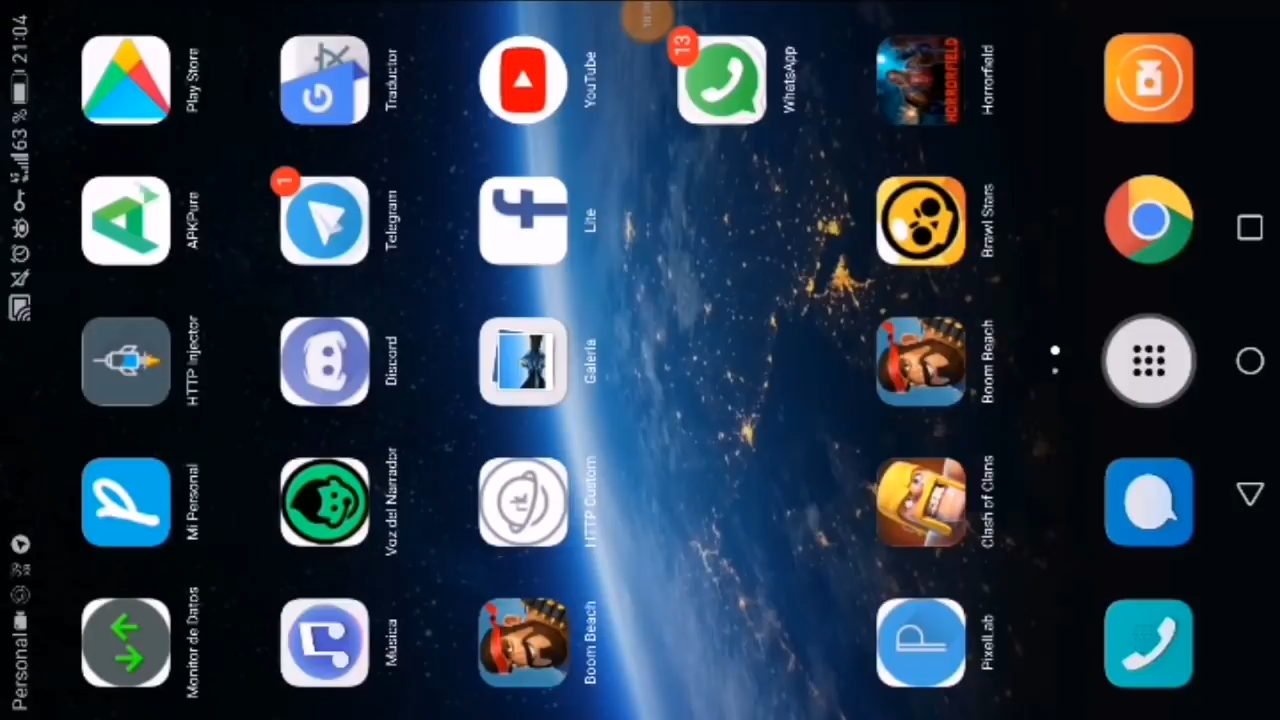 Personal 21:04
63 %
Monitor de Datos Mi Personal HTTP Injector APKPure Play Store
Música Voz del Narrador Discord Telegram Traductor
1
Boom Beach HTTP Custom Galería Lite YouTube
WhatsApp
13
PixelLab Clash of Clans Boom Beach Brawl Stars Horrorfield
HORRORFIELD